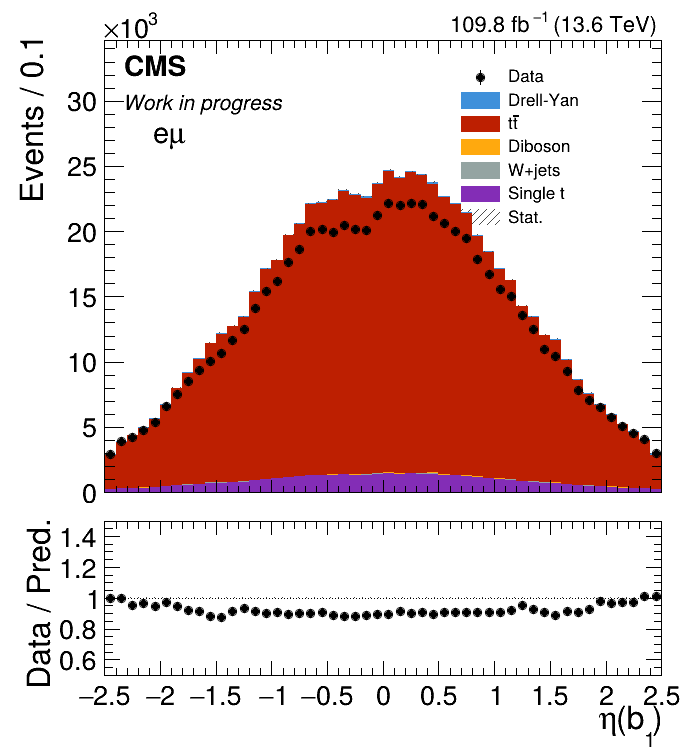 ×10³
109.8 fb⁻¹ (13.6 TeV)
Events / 0.1
CMS
Work in progress
eμ
Data
Drell-Yan
tt̄
Diboson
W+jets
Single t
Stat.
30
25
20
15
10
5
0
Data / Pred.
1.4
1.2
1
0.8
0.6
−2.5 −2 −1.5 −1 −0.5 0 0.5 1 1.5 2 2.5
η(b₁)